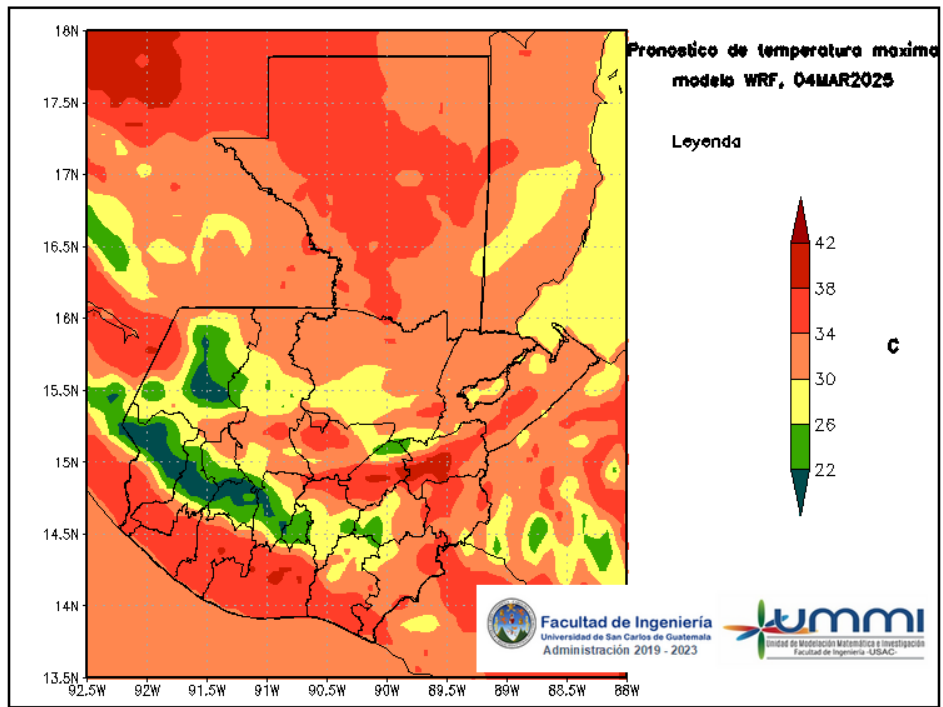 Pronostico de temperatura maxima
modelo WRF, 04MAR2025
Leyenda
18N
17.5N
17N
16.5N
16N
15.5N
15N
14.5N
14N
13.5N
92.5W 92W 91.5W 91W 90.5W 90W 89.5W 89W 88.5W 88W
42
38
34
30
26
22
C
Facultad de Ingeniería
Universidad de San Carlos de Guatemala
Administración 2019 - 2023
ummi
Unidad de Modelación Matemática e Investigación
Facultad de Ingeniería -USAC-